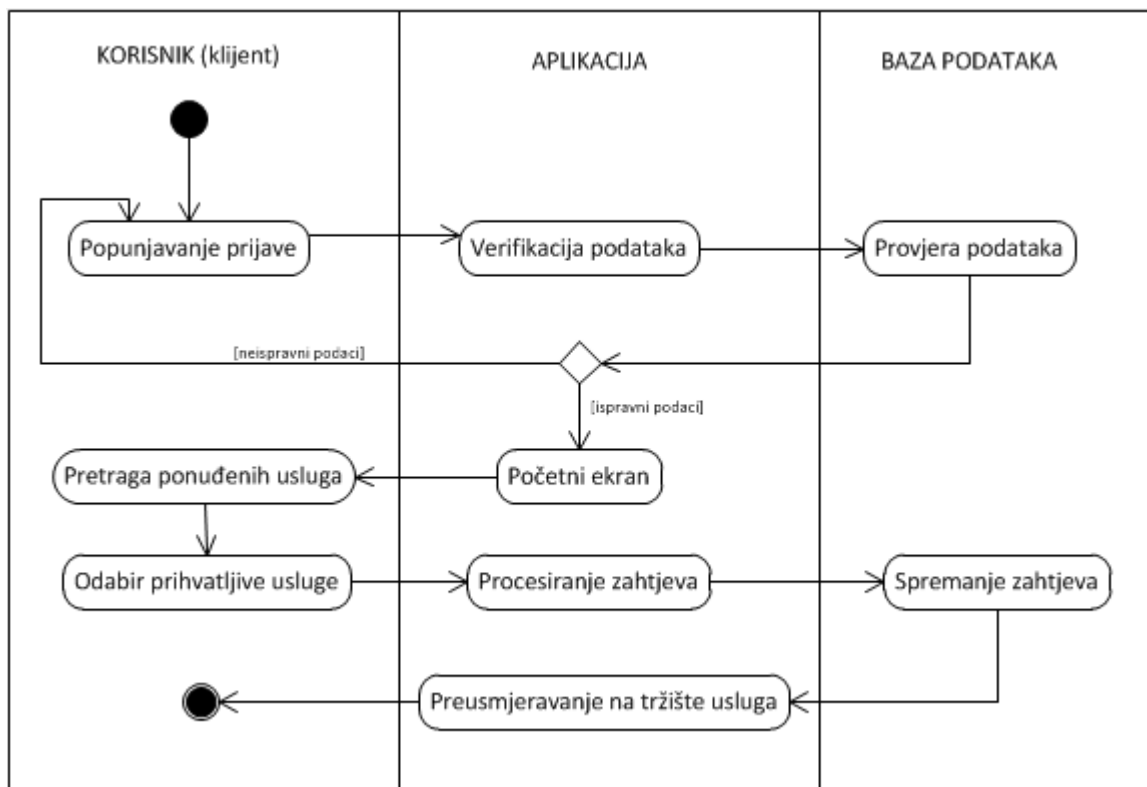 KORISNIK (klijent)
APLIKACIJA
BAZA PODATAKA
Popunjavanje prijave
Verifikacija podataka
Provjera podataka
[neispravni podaci]
[ispravni podaci]
Pretraga ponuđenih usluga
Početni ekran
Odabir prihvatljive usluge
Procesiranje zahtjeva
Spremanje zahtjeva
Preusmjeravanje na tržište usluga